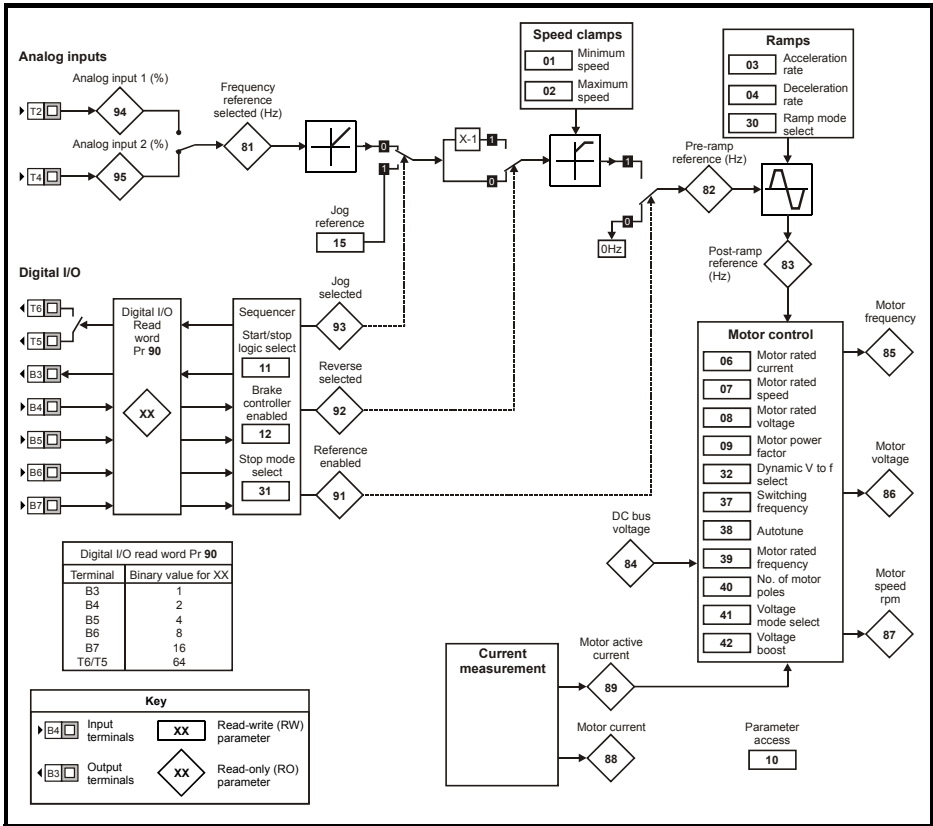 Analog inputs
Analog input 1 (%)
T2
94
Analog input 2 (%)
T4
95
Frequency
reference
selected (Hz)
81
0
1
Jog
reference
15
X-1
1
0
Speed clamps
01
Minimum
speed
02
Maximum
speed
1
0
0Hz
Ramps
03
Acceleration
rate
04
Deceleration
rate
30
Ramp mode
select
Pre-ramp
reference (Hz)
82
Post-ramp
reference
(Hz)
83
Digital I/O
T6
T5
B3
B4
B5
B6
B7
Digital I/O
Read
word
Pr 90
XX
Sequencer
Start/stop
logic select
11
Brake
controller
enabled
12
Stop mode
select
31
Jog
selected
93
Reverse
selected
92
Reference
enabled
91
Motor control
06
Motor rated
current
07
Motor rated
speed
08
Motor rated
voltage
09
Motor power
factor
32
Dynamic V to f
select
37
Switching
frequency
38
Autotune
39
Motor rated
frequency
40
No. of motor
poles
41
Voltage
mode select
42
Voltage
boost
DC bus
voltage
84
Motor
frequency
85
Motor
voltage
86
Motor
speed
rpm
87
Digital I/O read word Pr 90
Terminal Binary value for XX
B3 1
B4 2
B5 4
B6 8
B7 16
T6/T5 64
Current
measurement
Motor active
current
89
Motor current
88
Parameter
access
10
Key
B4
Input
terminals
XX
Read-write (RW)
parameter
B3
Output
terminals
XX
Read-only (RO)
parameter